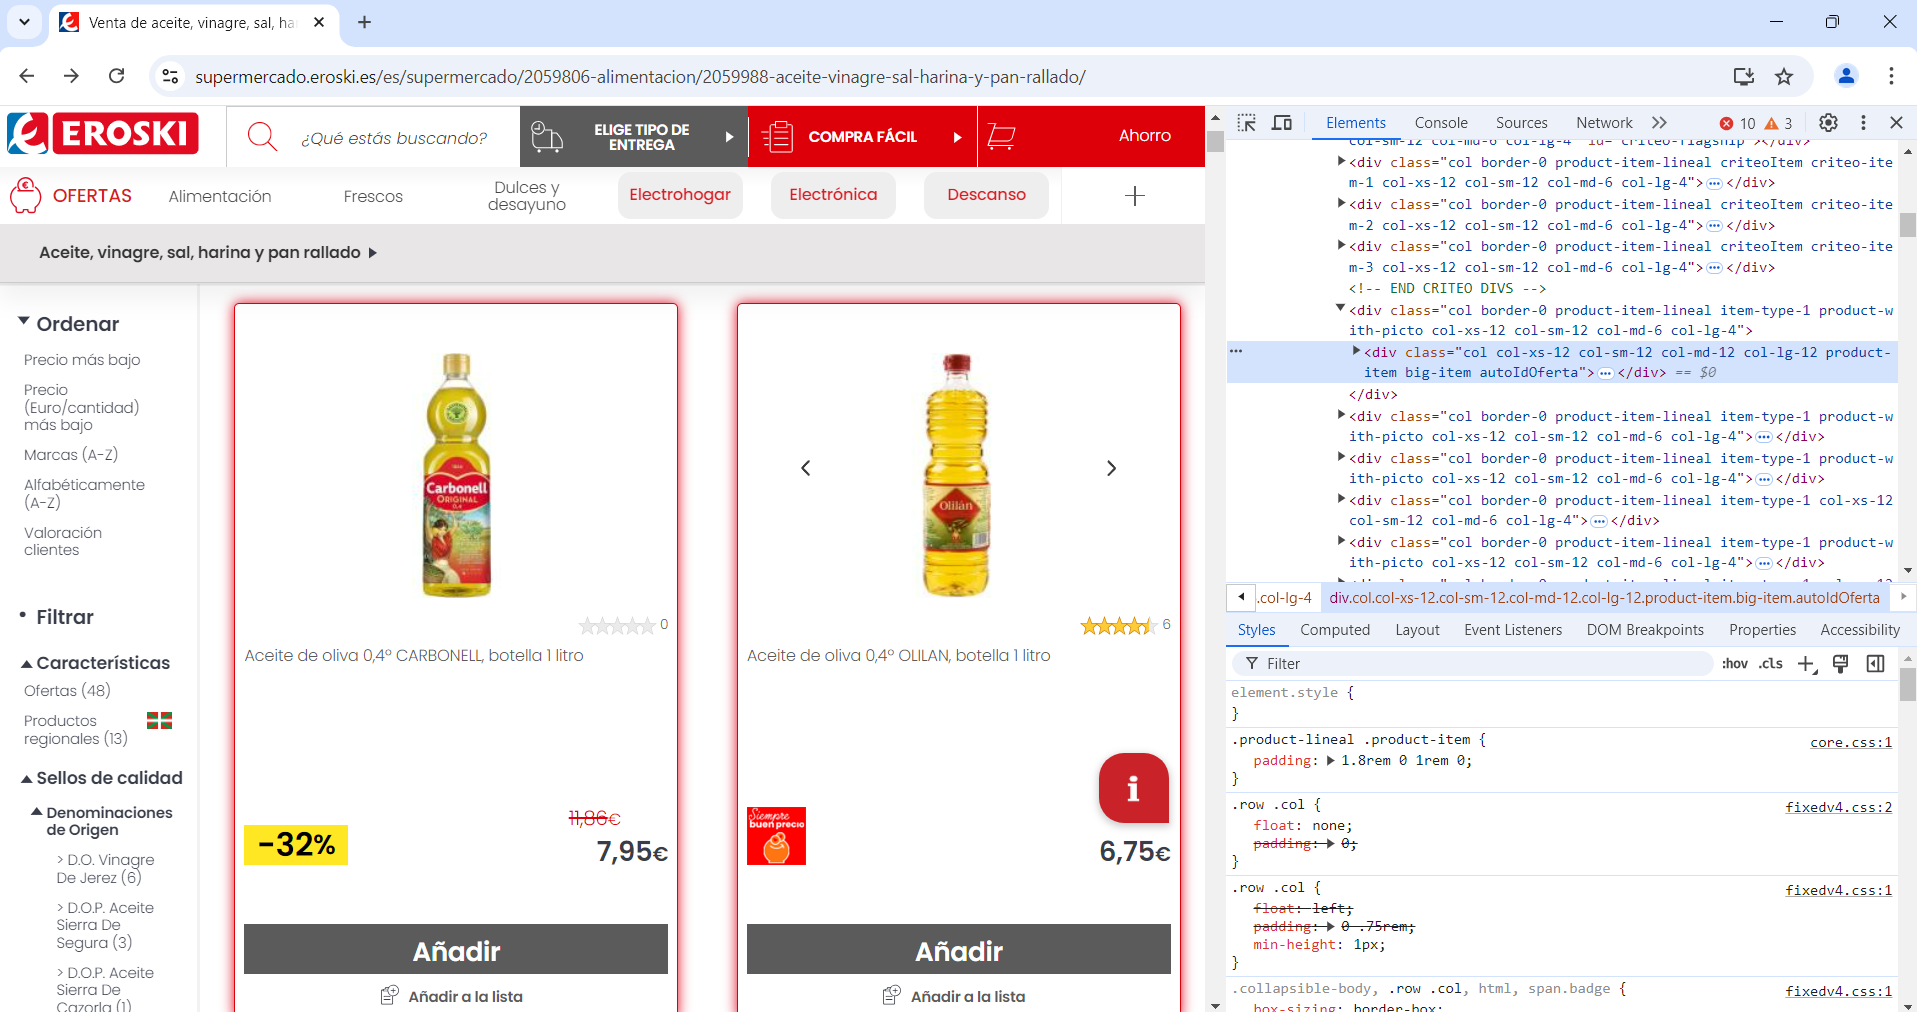 Venta de aceite, vinagre, sal, ha
supermercado.eroski.es/es/supermercado/2059806-alimentacion/2059988-aceite-vinagre-sal-harina-y-pan-rallado/
EROSKI
¿Qué estás buscando?
ELIGE TIPO DE
ENTREGA
COMPRA FÁCIL
Ahorro
OFERTAS
Alimentación
Frescos
Dulces y
desayuno
Electrohogar
Electrónica
Descanso
Aceite, vinagre, sal, harina y pan rallado
Ordenar
Precio más bajo
Precio
(Euro/cantidad)
más bajo
Marcas (A-Z)
Alfabéticamente
(A-Z)
Valoración
clientes
• Filtrar
Características
Ofertas (48)
Productos
regionales (13)
Sellos de calidad
Denominaciones
de Origen
> D.O. Vinagre
De Jerez (6)
> D.O.P. Aceite
Sierra De
Segura (3)
> D.O.P. Aceite
Sierra De
Cazorla (1)
Carbonell
ORIGINAL
0,4
0
Aceite de oliva 0,4º CARBONELL, botella 1 litro
-32%
11,86€
7,95€
Añadir
Añadir a la lista
Olilán
6
Aceite de oliva 0,4º OLILAN, botella 1 litro
Siempre
buen precio
i
6,75€
Añadir
Añadir a la lista
Elements
Console
Sources
Network
10
3
col-sm-12 col-md-6 col-lg-4" id="criteo-flagship"></div>
<div class="col border-0 product-item-lineal criteoItem criteo-ite
m-1 col-xs-12 col-sm-12 col-md-6 col-lg-4">…</div>
<div class="col border-0 product-item-lineal criteoItem criteo-ite
m-2 col-xs-12 col-sm-12 col-md-6 col-lg-4">…</div>
<div class="col border-0 product-item-lineal criteoItem criteo-ite
m-3 col-xs-12 col-sm-12 col-md-6 col-lg-4">…</div>
<!-- END CRITEO DIVS -->
<div class="col border-0 product-item-lineal item-type-1 product-w
ith-picto col-xs-12 col-sm-12 col-md-6 col-lg-4">
… <div class="col col-xs-12 col-sm-12 col-md-12 col-lg-12 product-
item big-item autoIdOferta">…</div> == $0
</div>
<div class="col border-0 product-item-lineal item-type-1 product-w
ith-picto col-xs-12 col-sm-12 col-md-6 col-lg-4">…</div>
<div class="col border-0 product-item-lineal item-type-1 product-w
ith-picto col-xs-12 col-sm-12 col-md-6 col-lg-4">…</div>
<div class="col border-0 product-item-lineal item-type-1 col-xs-12
col-sm-12 col-md-6 col-lg-4">…</div>
<div class="col border-0 product-item-lineal item-type-1 product-w
ith-picto col-xs-12 col-sm-12 col-md-6 col-lg-4">…</div>
.col-lg-4
div.col.col-xs-12.col-sm-12.col-md-12.col-lg-12.product-item.big-item.autoIdOferta
Styles
Computed
Layout
Event Listeners
DOM Breakpoints
Properties
Accessibility
Filter
:hov
.cls
element.style {
}
.product-lineal .product-item {
core.css:1
padding: 1.8rem 0 1rem 0;
}
.row .col {
fixedv4.css:2
float: none;
padding: 0;
}
.row .col {
fixedv4.css:1
float: left;
padding: 0 .75rem;
min-height: 1px;
}
.collapsible-body, .row .col, html, span.badge {
fixedv4.css:1
box-sizing: border-box;